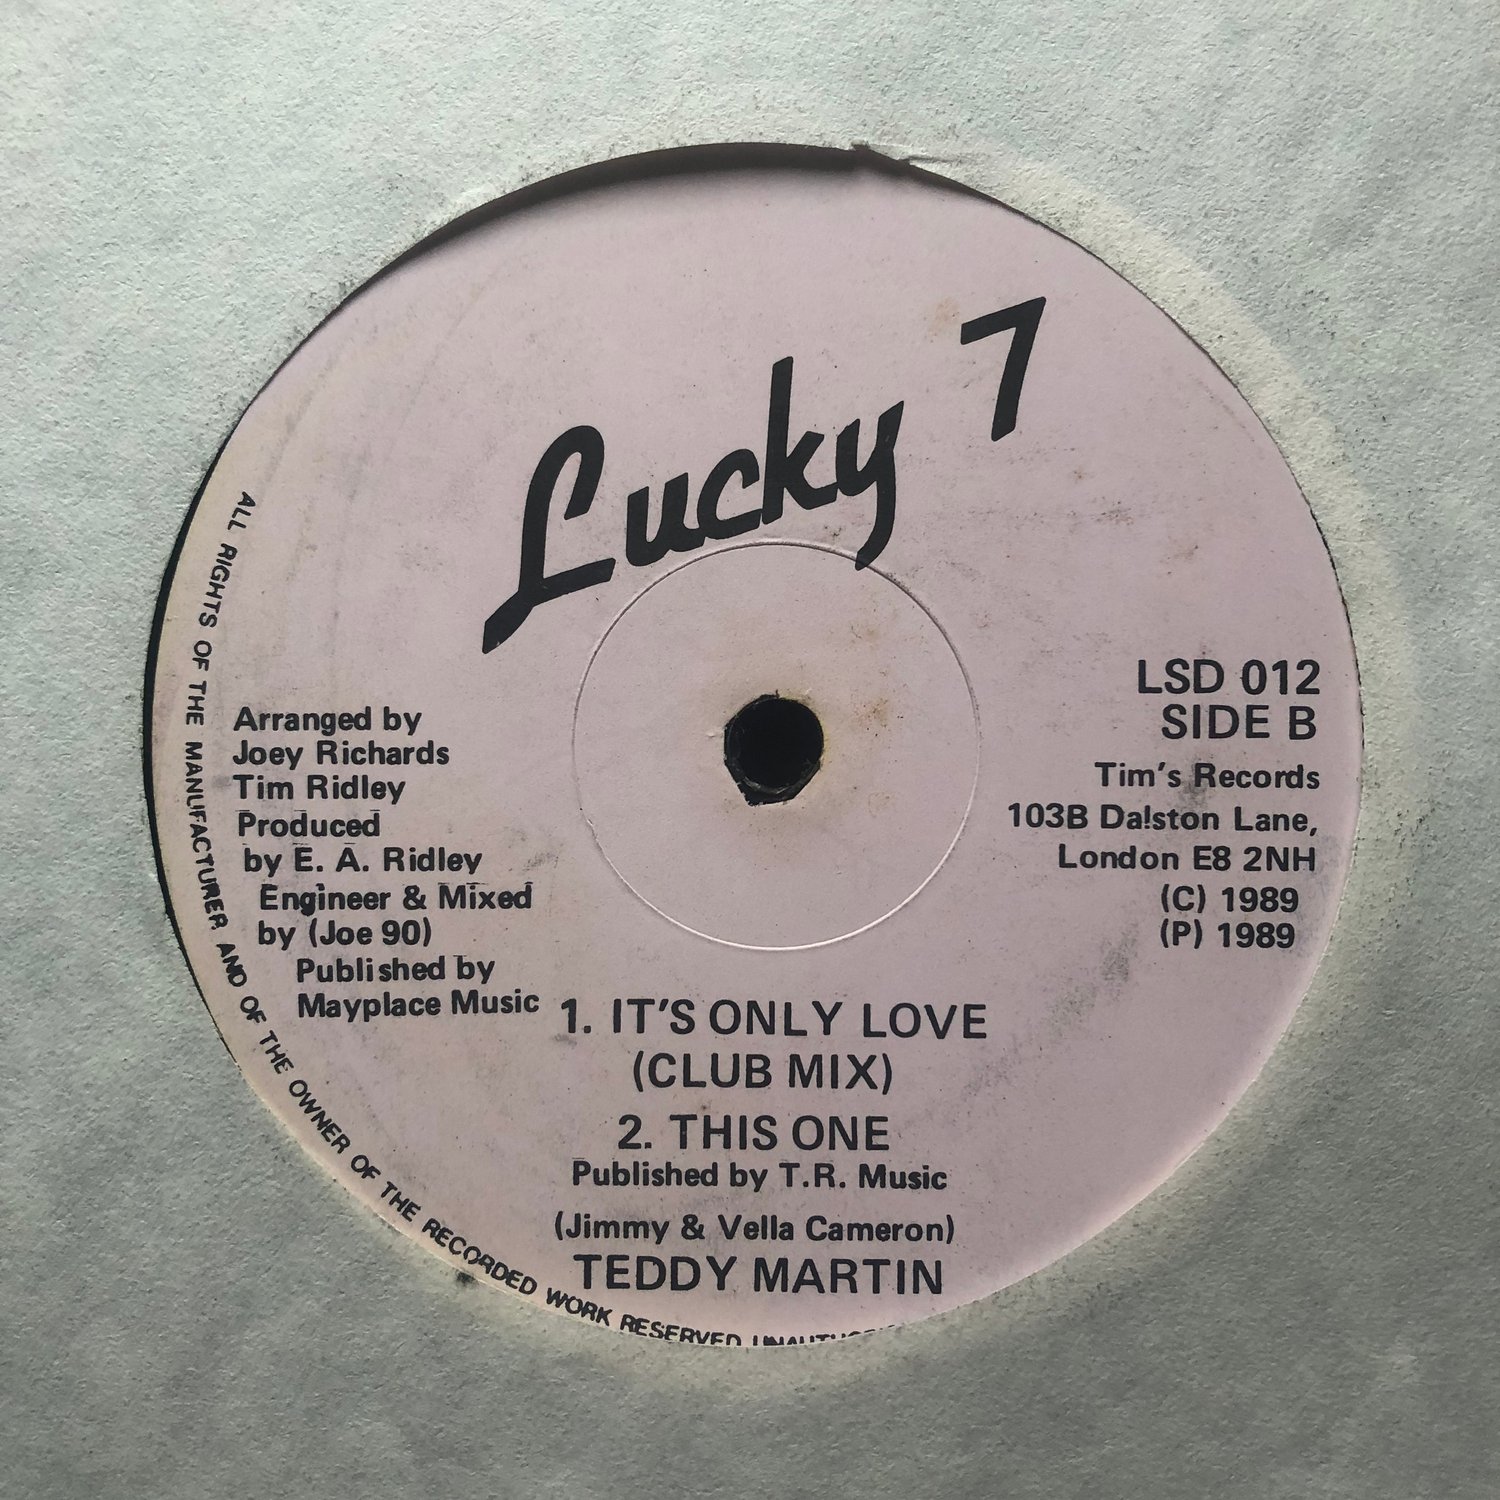 Lucky 7
LSD 012
SIDE B
Tim's Records
103B Dalston Lane,
London E8 2NH
(C) 1989
(P) 1989
Arranged by
Joey Richards
Tim Ridley
Produced
by E. A. Ridley
Engineer & Mixed
by (Joe 90)
Published by
Mayplace Music
1. IT'S ONLY LOVE
(CLUB MIX)
2. THIS ONE
Published by T.R. Music
(Jimmy & Vella Cameron)
TEDDY MARTIN
ALL RIGHTS OF THE MANUFACTURER AND OF THE OWNER OF THE RECORDED WORK RESERVED